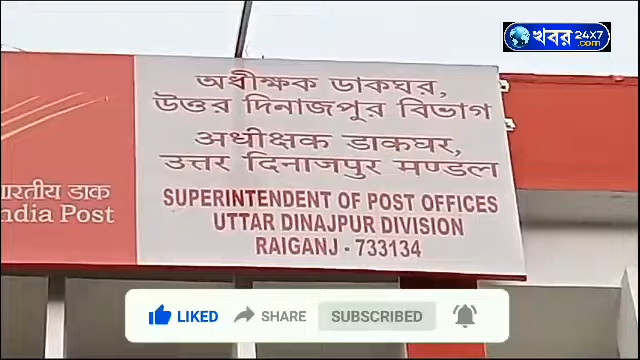 খবর 24x7
.com
অধীক্ষক ডাকঘর,
উত্তর দিনাজপুর বিভাগ
अधीक्षक डाकघर,
उत्तर दिनाजपुर मण्डल
SUPERINTENDENT OF POST OFFICES
UTTAR DINAJPUR DIVISION
RAIGANJ - 733134
भारतीय डाक
India Post
LIKED SHARE SUBSCRIBED